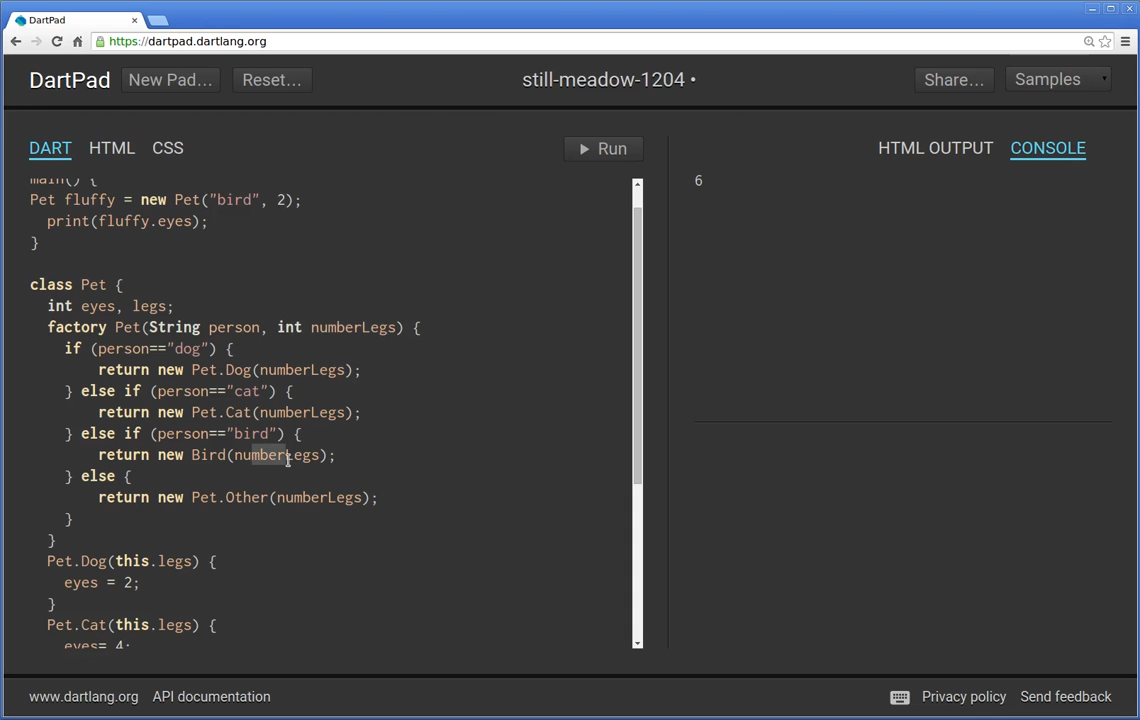 DartPad
https://dartpad.dartlang.org
DartPad New Pad... Reset... still-meadow-1204 • Share... Samples
DART HTML CSS Run HTML OUTPUT CONSOLE
main() {
Pet fluffy = new Pet("bird", 2);
  print(fluffy.eyes);
}

class Pet {
  int eyes, legs;
  factory Pet(String person, int numberLegs) {
    if (person=="dog") {
        return new Pet.Dog(numberLegs);
    } else if (person=="cat") {
        return new Pet.Cat(numberLegs);
    } else if (person=="bird") {
        return new Bird(numberLegs);
    } else {
        return new Pet.Other(numberLegs);
    }
  }
  Pet.Dog(this.legs) {
    eyes = 2;
  }
  Pet.Cat(this.legs) {
    eyes= 4;
6
www.dartlang.org API documentation Privacy policy Send feedback